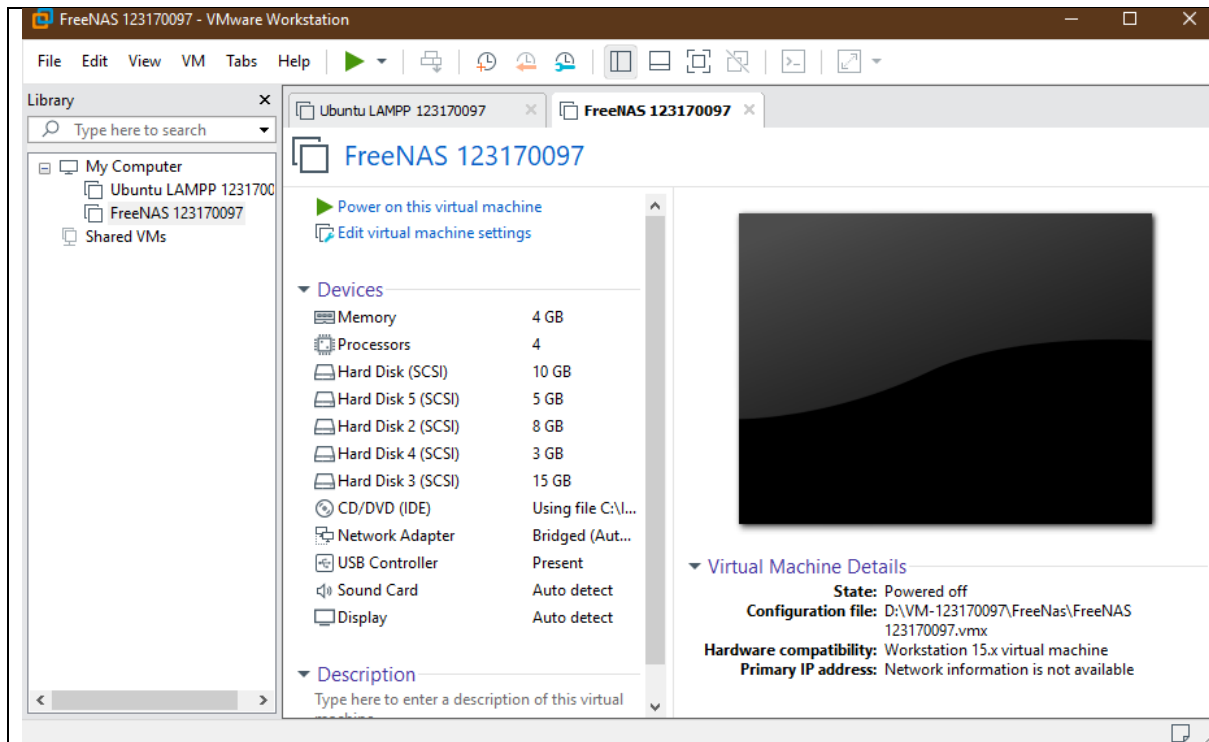 FreeNAS 123170097 - VMware Workstation
File Edit View VM Tabs Help
Library
Type here to search
My Computer
Ubuntu LAMPP 1231700
FreeNAS 123170097
Shared VMs
Ubuntu LAMPP 123170097
FreeNAS 123170097
FreeNAS 123170097
Power on this virtual machine
Edit virtual machine settings
Devices
Memory 4 GB
Processors 4
Hard Disk (SCSI) 10 GB
Hard Disk 5 (SCSI) 5 GB
Hard Disk 2 (SCSI) 8 GB
Hard Disk 4 (SCSI) 3 GB
Hard Disk 3 (SCSI) 15 GB
CD/DVD (IDE) Using file C:\I...
Network Adapter Bridged (Aut...
USB Controller Present
Sound Card Auto detect
Display Auto detect
Description
Type here to enter a description of this virtual
Virtual Machine Details
State: Powered off
Configuration file: D:\VM-123170097\FreeNas\FreeNAS
123170097.vmx
Hardware compatibility: Workstation 15.x virtual machine
Primary IP address: Network information is not available